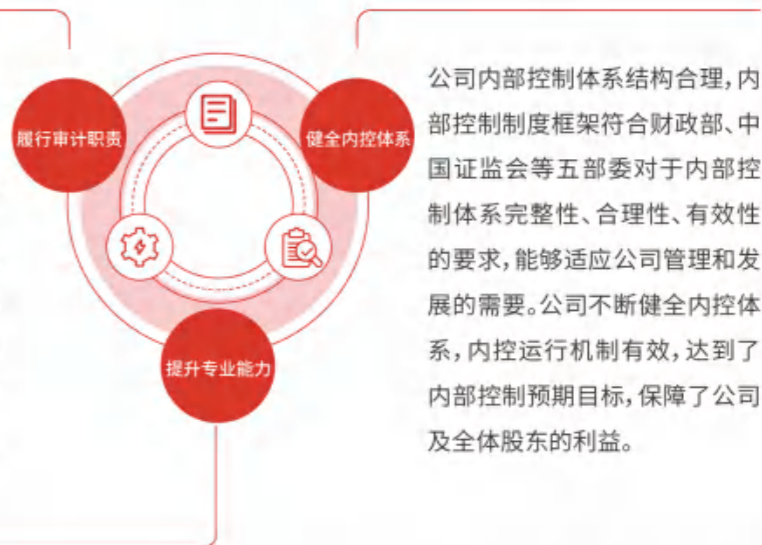 履行审计职责
健全内控体系
提升专业能力
公司内部控制体系结构合理，内
部控制制度框架符合财政部、中
国证监会等五部委对于内部控
制体系完整性、合理性、有效性
的要求，能够适应公司管理和发
展的需要。公司不断健全内控体
系，内控运行机制有效，达到了
内部控制预期目标，保障了公司
及全体股东的利益。